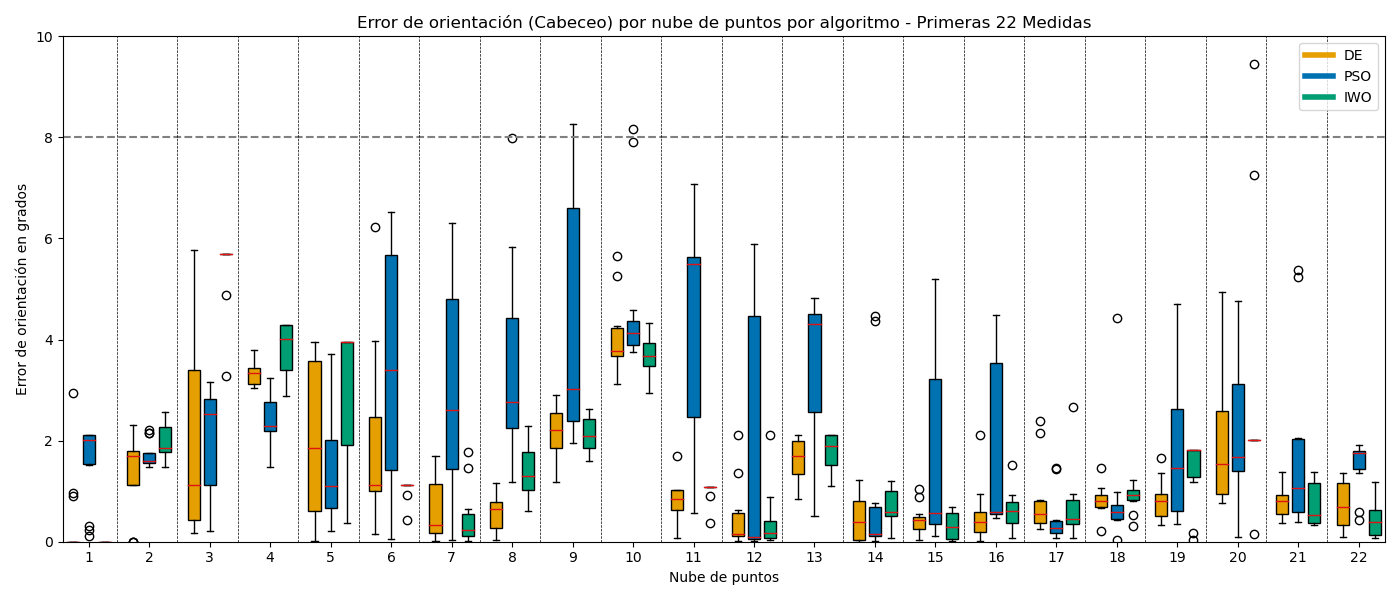 Error de orientación (Cabeceo) por nube de puntos por algoritmo - Primeras 22 Medidas
Error de orientación en grados
10
8
6
4
2
0
DE
PSO
IWO
1 2 3 4 5 6 7 8 9 10 11 12 13 14 15 16 17 18 19 20 21 22
Nube de puntos